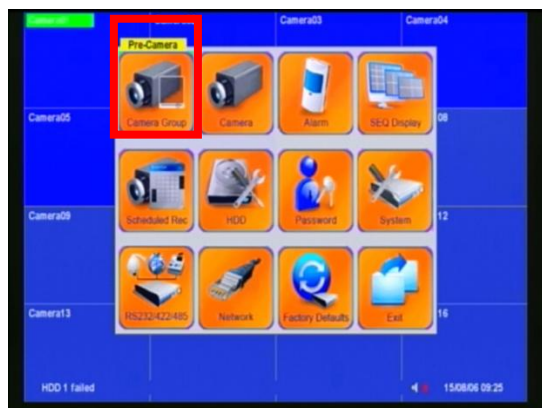 Camera03 Camera04
Pre-Camera
Camera Group Camera Alarm SEQ Display
Camera05 08
Scheduled Rec HDD Password System
Camera09 12
RS232/422/485 Network Factory Defaults Exit
Camera13 16
HDD 1 failed 15/08/06 09:25